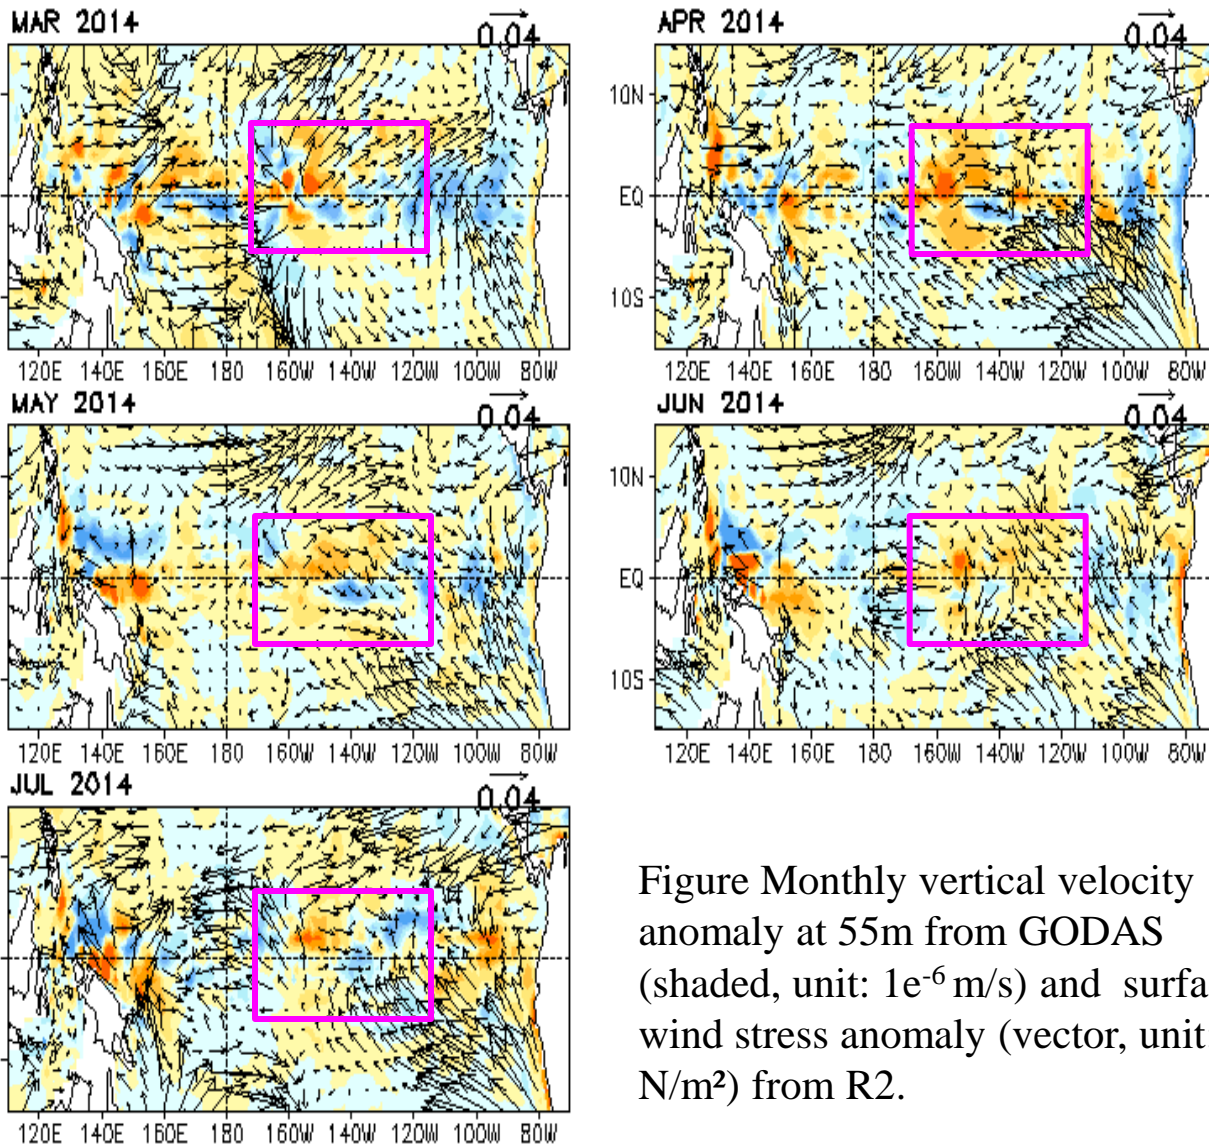 MAR 2014
0.04
120E 140E 160E 180 160W 140W 120W 100W 80W
APR 2014
0.04
10N
EQ
10S
120E 140E 160E 180 160W 140W 120W 100W 80W
MAY 2014
0.04
120E 140E 160E 180 160W 140W 120W 100W 80W
JUN 2014
0.04
10N
EQ
10S
120E 140E 160E 180 160W 140W 120W 100W 80W
JUL 2014
0.04
120E 140E 160E 180 160W 140W 120W 100W 80W
Figure Monthly vertical velocity
anomaly at 55m from GODAS
(shaded, unit: 1e⁻⁶ m/s) and surfa
wind stress anomaly (vector, unit:
N/m²) from R2.